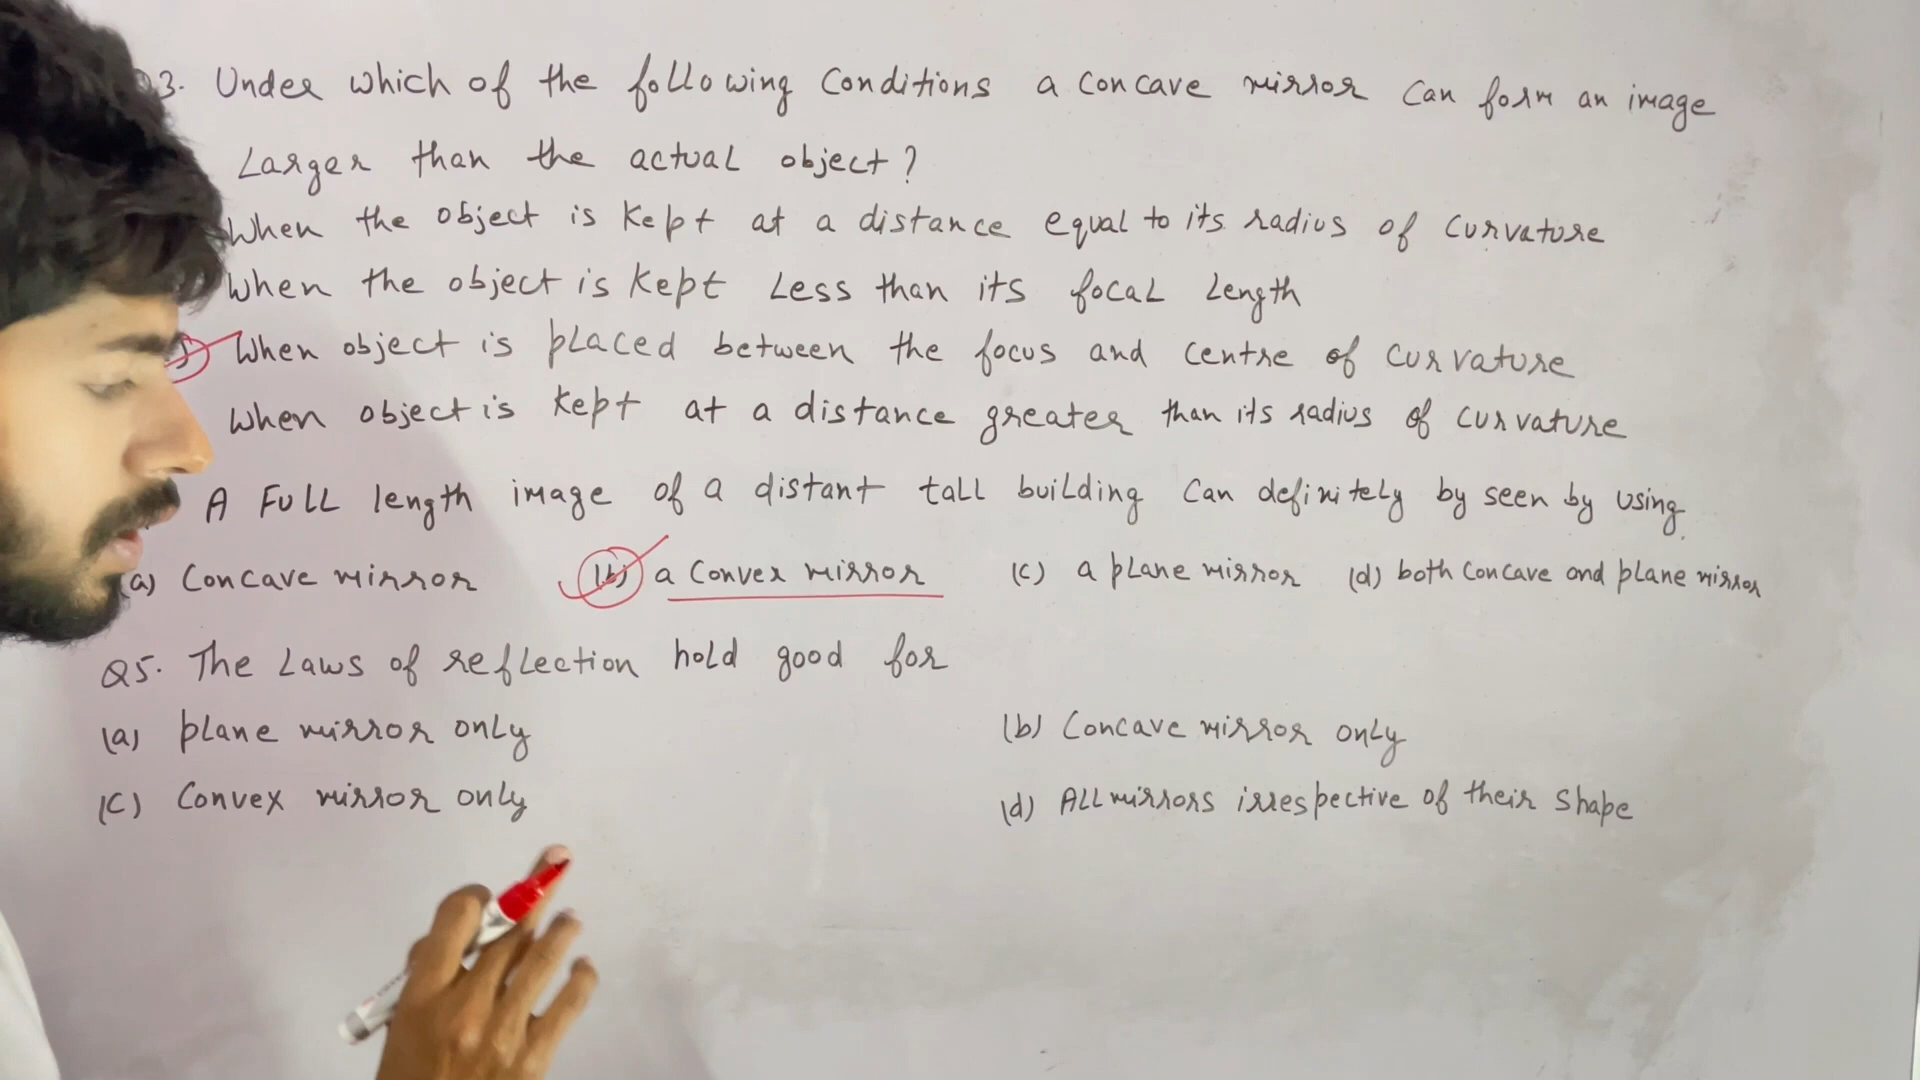 3. Under which of the following Conditions a Concave mirror Can form an image
Larger than the actual object?
When the object is kept at a distance equal to its radius of Curvature
When the object is kept Less than its focal Length
When object is placed between the focus and Centre of Curvature
When object is kept at a distance greater than its radius of Curvature
A Full length image of a distant tall building Can definitely by seen by using
(a) Concave mirror (b) a Convex mirror (c) a plane mirror (d) both Concave and plane mirror
Q5. The Laws of reflection hold good for
(a) plane mirror only (b) Concave mirror only
(C) Convex mirror only (d) All mirrors irrespective of their shape